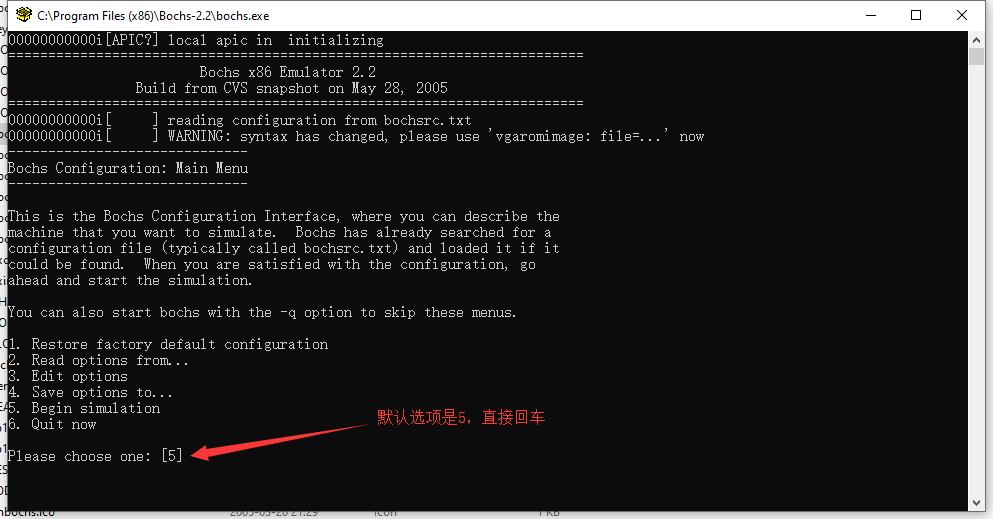 C:\Program Files (x86)\Bochs-2.2\bochs.exe
00000000000i[APIC?] local apic in  initializing
========================================================================
Bochs x86 Emulator 2.2
Build from CVS snapshot on May 28, 2005
========================================================================
00000000000i[     ] reading configuration from bochsrc.txt
00000000000i[     ] WARNING: syntax has changed, please use 'vgaromimage: file=...' now
------------------------------
Bochs Configuration: Main Menu
------------------------------
This is the Bochs Configuration Interface, where you can describe the
machine that you want to simulate.  Bochs has already searched for a
configuration file (typically called bochsrc.txt) and loaded it if it
could be found.  When you are satisfied with the configuration, go
ahead and start the simulation.
You can also start bochs with the -q option to skip these menus.
1. Restore factory default configuration
2. Read options from...
3. Edit options
4. Save options to...
5. Begin simulation
6. Quit now
默认选项是5，直接回车
Please choose one: [5]